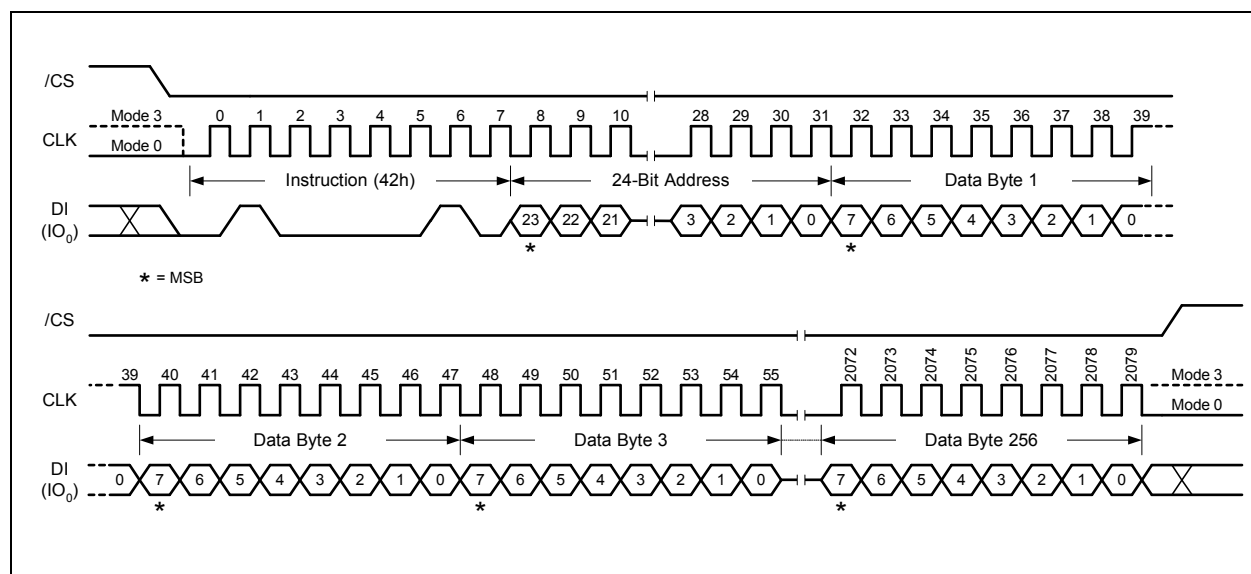 /CS
Mode 3 0 1 2 3 4 5 6 7 8 9 10 28 29 30 31 32 33 34 35 36 37 38 39
CLK
Mode 0
Instruction (42h) 24-Bit Address Data Byte 1
DI
(IO0) 23 22 21 3 2 1 0 7 6 5 4 3 2 1 0
* *
* = MSB
/CS
39 40 41 42 43 44 45 46 47 48 49 50 51 52 53 54 55 2072 2073 2074 2075 2076 2077 2078 2079 Mode 3
CLK
Mode 0
Data Byte 2 Data Byte 3 Data Byte 256
DI
(IO0) 0 7 6 5 4 3 2 1 0 7 6 5 4 3 2 1 0 7 6 5 4 3 2 1 0
* * *